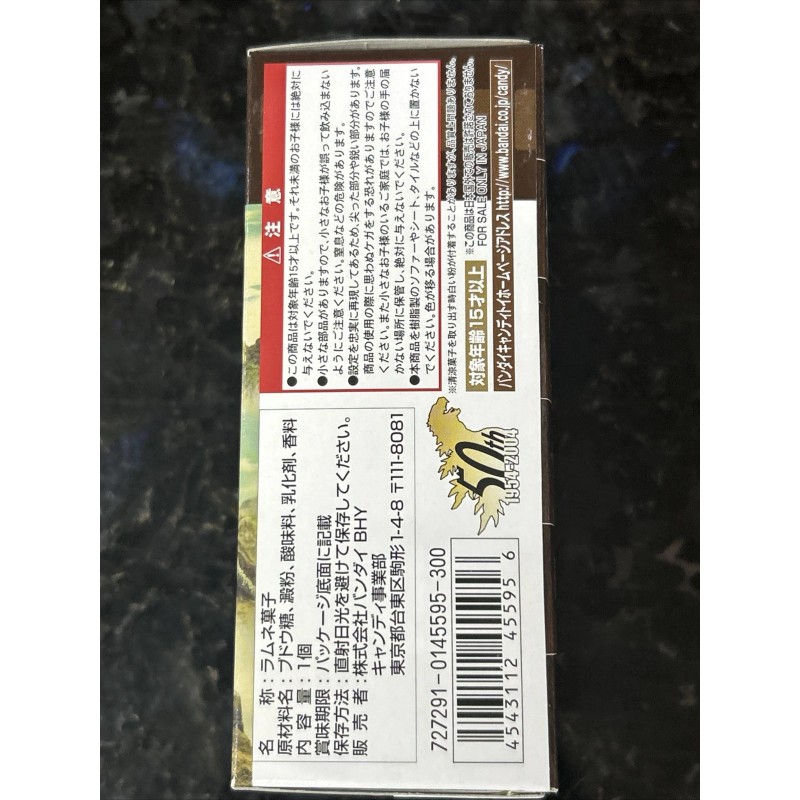 名　　称：ラムネ菓子
原材料名：ブドウ糖、澱粉、酸味料、乳化剤、香料
内 容 量：1個
賞味期限：パッケージ底面に記載
保存方法：直射日光を避けて保存してください。
販 売 者：株式会社バンダイ BHY
キャンディ事業部
東京都台東区駒形1-4-8 〒111-8081
727291-0145595-300
4543112 455956
50th
1954-2004
⚠ 注 意
●この商品は対象年齢15才以上です。それ未満のお子様には絶対に
与えないでください。
●小さな部品がありますので、小さなお子様が誤って飲み込まない
ようにご注意ください。窒息などの危険があります。
●設定を忠実に再現してあるため、尖った部分や鋭い部分があります。
商品の使用の際に思わぬケガをする恐れがありますのでご注意
ください。また小さなお子様のいるご家庭では、お子様の手の届
かない場所に保管し、絶対に与えないでください。
●本商品を樹脂製のソファーやシート、タイルなどの上に置かない
でください。色が移る場合があります。
※清涼菓子を取り出す時白い粉が付着することがありますが、品質上問題ありません。
対象年齢15才以上
※この商品は日本国外での販売は許諾されておりません。
FOR SALE ONLY IN JAPAN
バンダイキャンディトイホームページアドレス http://www.bandai.co.jp/candy/